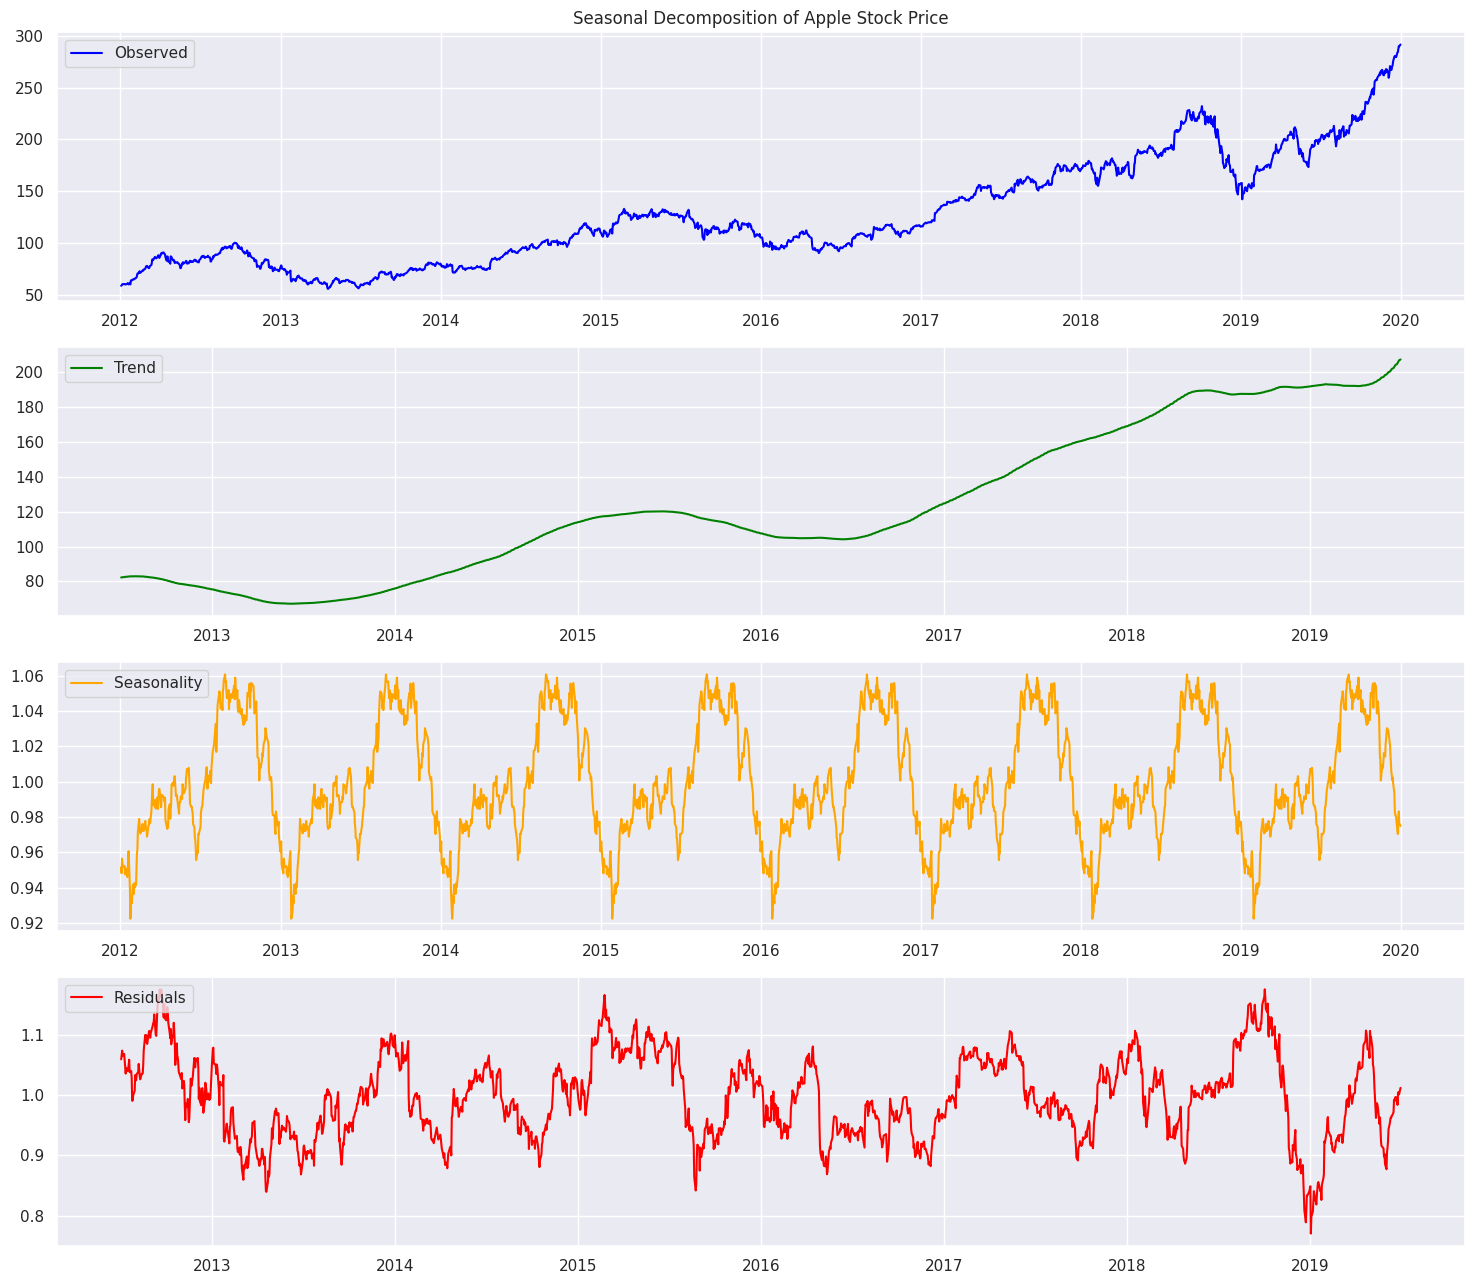 Seasonal Decomposition of Apple Stock Price
Observed
300
250
200
150
100
50
2012 2013 2014 2015 2016 2017 2018 2019 2020
Trend
200
180
160
140
120
100
80
2013 2014 2015 2016 2017 2018 2019
Seasonality
1.06
1.04
1.02
1.00
0.98
0.96
0.94
0.92
2012 2013 2014 2015 2016 2017 2018 2019 2020
Residuals
1.1
1.0
0.9
0.8
2013 2014 2015 2016 2017 2018 2019